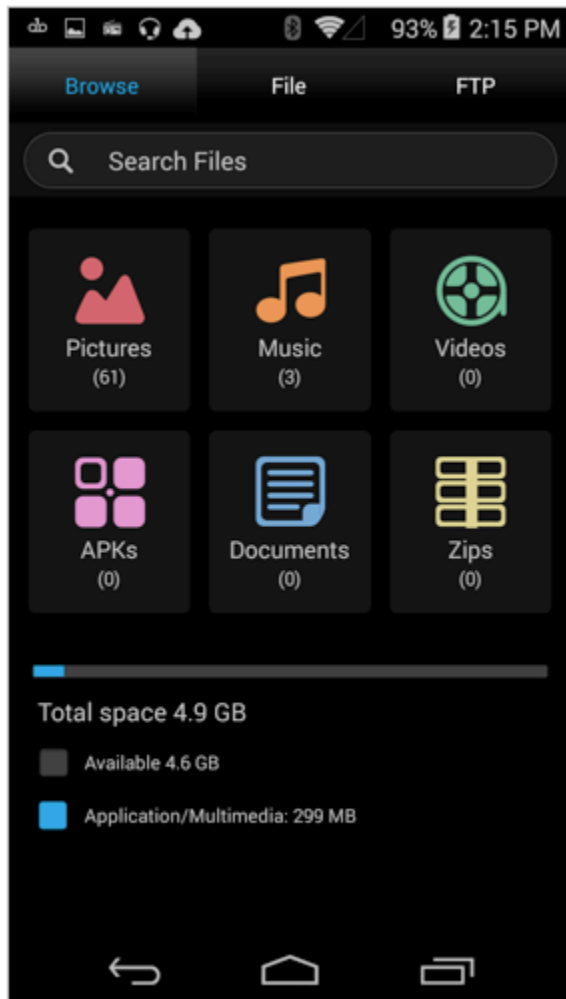 93% 2:15 PM
Browse File FTP
Search Files
Pictures Music Videos
(61) (3) (0)
APKs Documents Zips
(0) (0) (0)
Total space 4.9 GB
Available 4.6 GB
Application/Multimedia: 299 MB